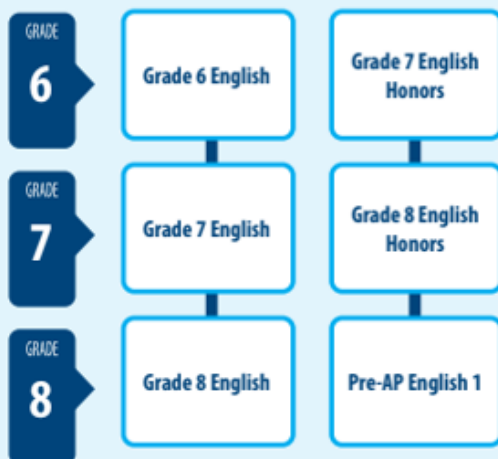 GRADE
6
Grade 6 English
Grade 7 English
Honors
GRADE
7
Grade 7 English
Grade 8 English
Honors
GRADE
8
Grade 8 English
Pre-AP English 1